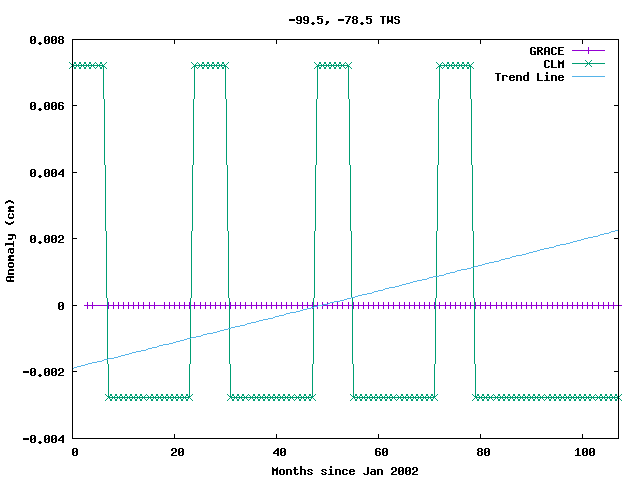 -99.5, -78.5 TWS
GRACE
CLM
Trend Line
0.008
0.006
0.004
0.002
0
-0.002
-0.004
Anomaly (cm)
0 20 40 60 80 100
Months since Jan 2002